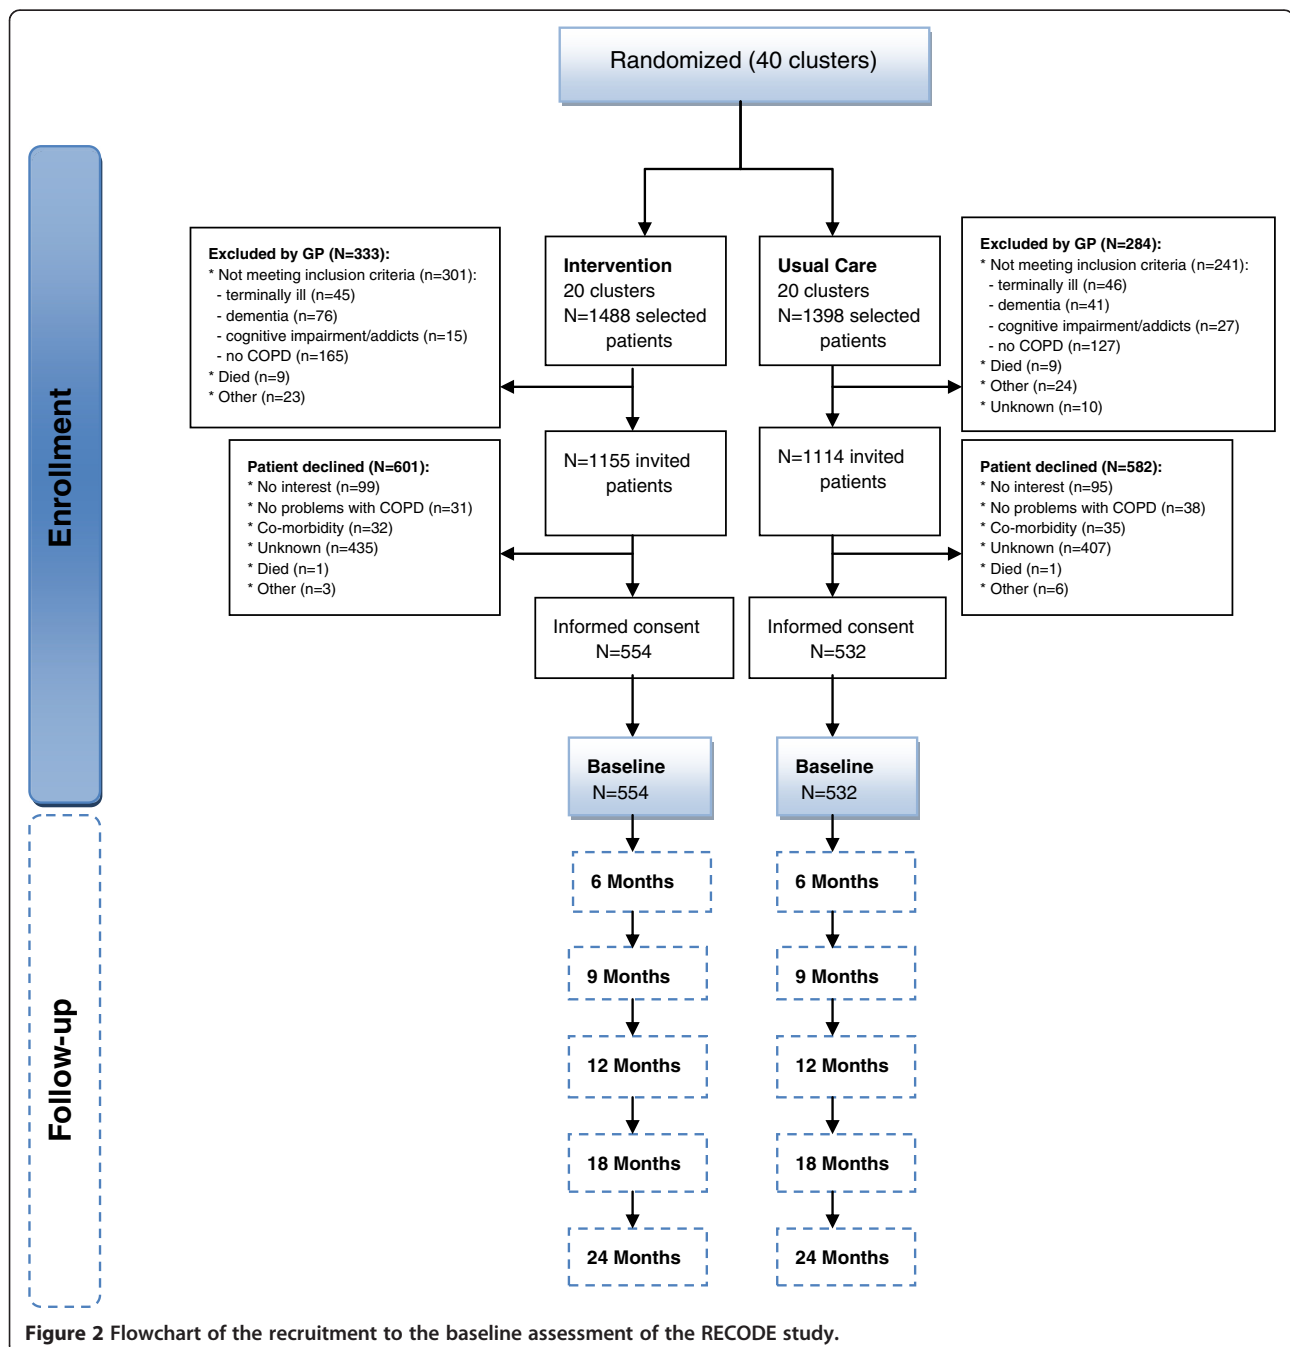 Randomized (40 clusters)
Enrollment
Excluded by GP (N=333):
* Not meeting inclusion criteria (n=301):
- terminally ill (n=45)
- dementia (n=76)
- cognitive impairment/addicts (n=15)
- no COPD (n=165)
* Died (n=9)
* Other (n=23)
Intervention
20 clusters
N=1488 selected
patients
Usual Care
20 clusters
N=1398 selected
patients
Excluded by GP (N=284):
* Not meeting inclusion criteria (n=241):
- terminally ill (n=46)
- dementia (n=41)
- cognitive impairment/addicts (n=27)
- no COPD (n=127)
* Died (n=9)
* Other (n=24)
* Unknown (n=10)
Patient declined (N=601):
* No interest (n=99)
* No problems with COPD (n=31)
* Co-morbidity (n=32)
* Unknown (n=435)
* Died (n=1)
* Other (n=3)
N=1155 invited
patients
N=1114 invited
patients
Patient declined (N=582):
* No interest (n=95)
* No problems with COPD (n=38)
* Co-morbidity (n=35)
* Unknown (n=407)
* Died (n=1)
* Other (n=6)
Informed consent
N=554
Informed consent
N=532
Baseline
N=554
Baseline
N=532
Follow-up
6 Months
6 Months
9 Months
9 Months
12 Months
12 Months
18 Months
18 Months
24 Months
24 Months
Figure 2 Flowchart of the recruitment to the baseline assessment of the RECODE study.